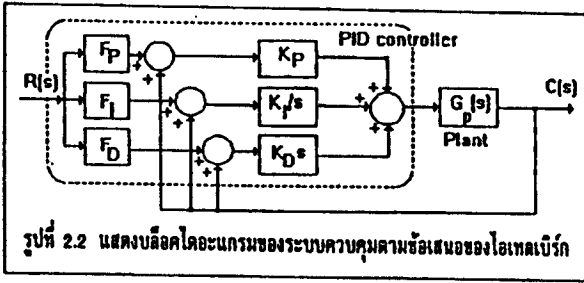 PID controller
F_P
K_P
R(s)
C(s)
F_I
K_I/s
G_p(s)
Plant
F_D
K_D s
รูปที่ 2.2 แสดงบล็อคไดอะแกรมของระบบควบคุมตามข้อเสนอของไอเทลเบิร์ก